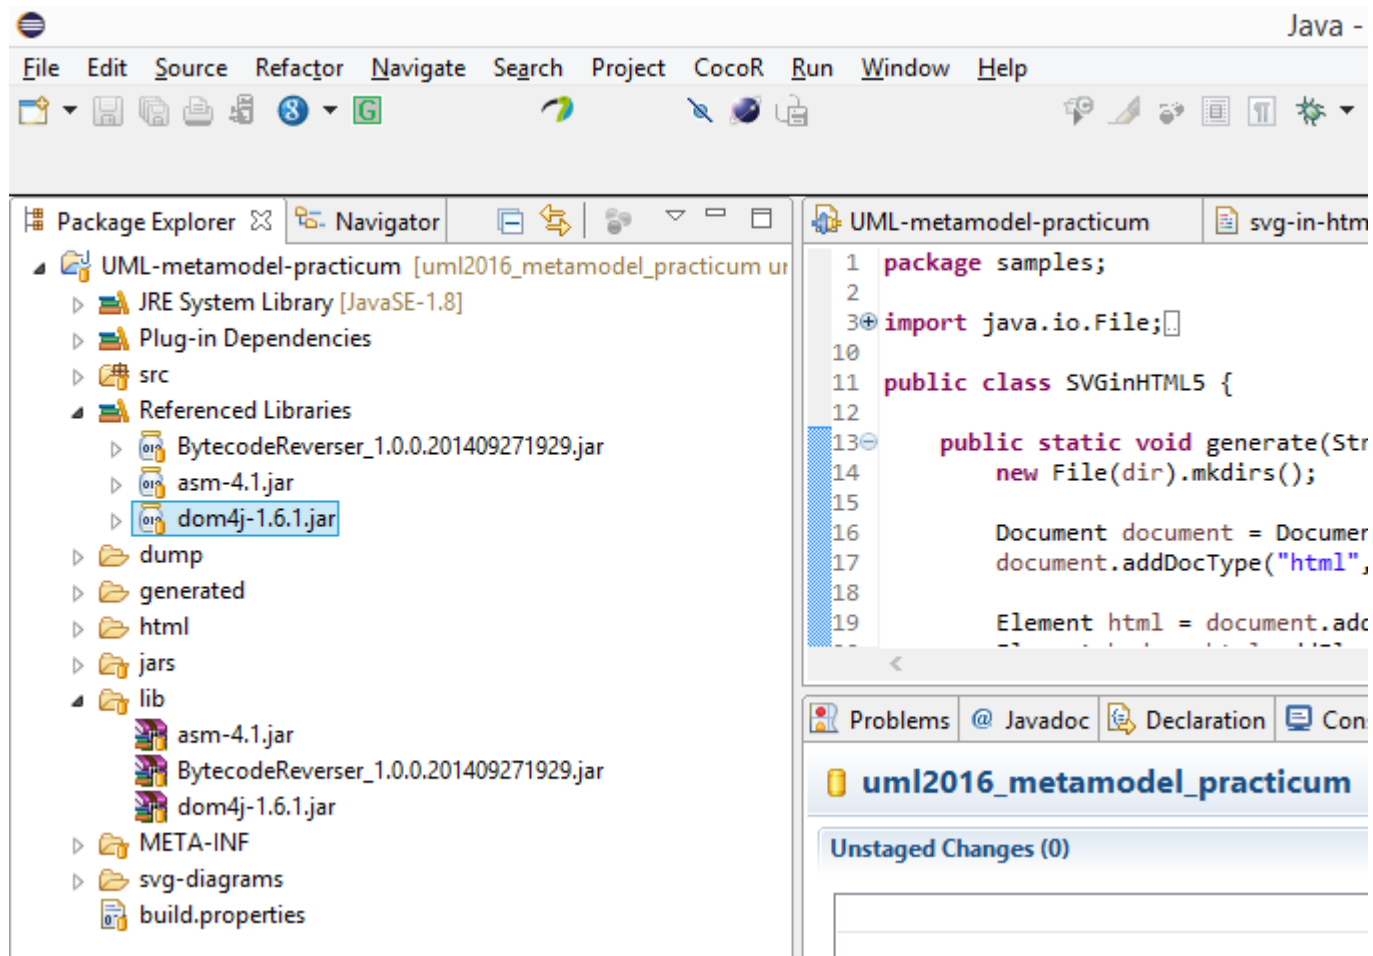 Java -
File Edit Source Refactor Navigate Search Project CocoR Run Window Help
Package Explorer Navigator
UML-metamodel-practicum [uml2016_metamodel_practicum
JRE System Library [JavaSE-1.8]
Plug-in Dependencies
src
Referenced Libraries
BytecodeReverser_1.0.0.201409271929.jar
asm-4.1.jar
dom4j-1.6.1.jar
dump
generated
html
jars
lib
asm-4.1.jar
BytecodeReverser_1.0.0.201409271929.jar
dom4j-1.6.1.jar
META-INF
svg-diagrams
build.properties
UML-metamodel-practicum svg-in-htm
1 package samples;
2
3 import java.io.File;
10
11 public class SVGinHTML5 {
12
13 public static void generate(Str
14 new File(dir).mkdirs();
15
16 Document document = Documen
17 document.addDocType("html",
18
19 Element html = document.add
Problems @ Javadoc Declaration Con
uml2016_metamodel_practicum
Unstaged Changes (0)